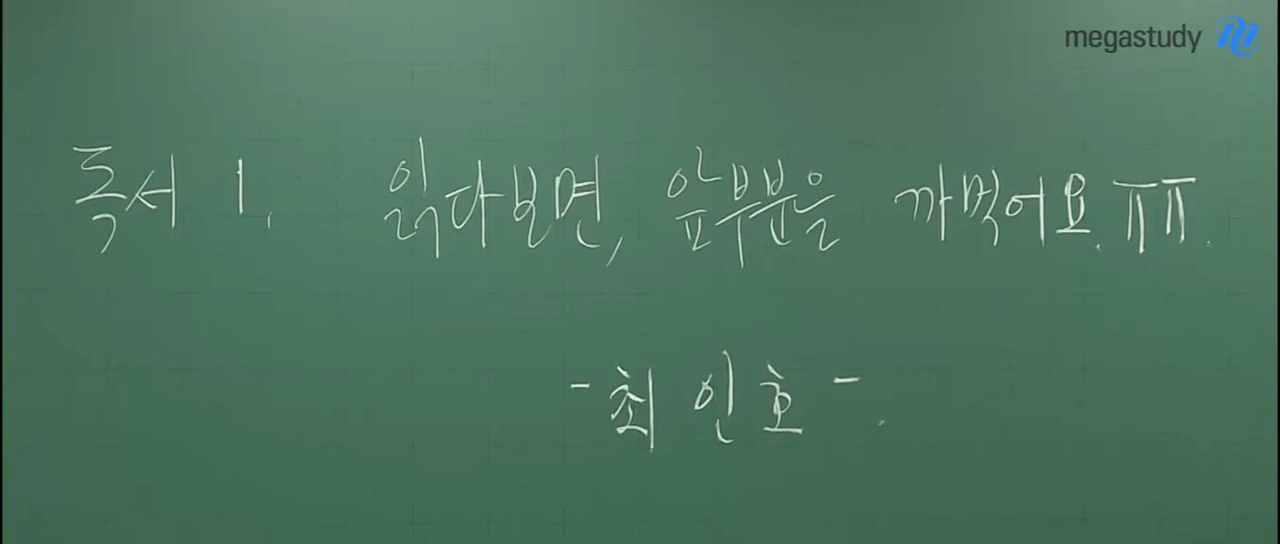 megastudy
독서 1. 읽다보면, 앞부분을 까먹어요. ㅠㅠ.
- 최인호 -.